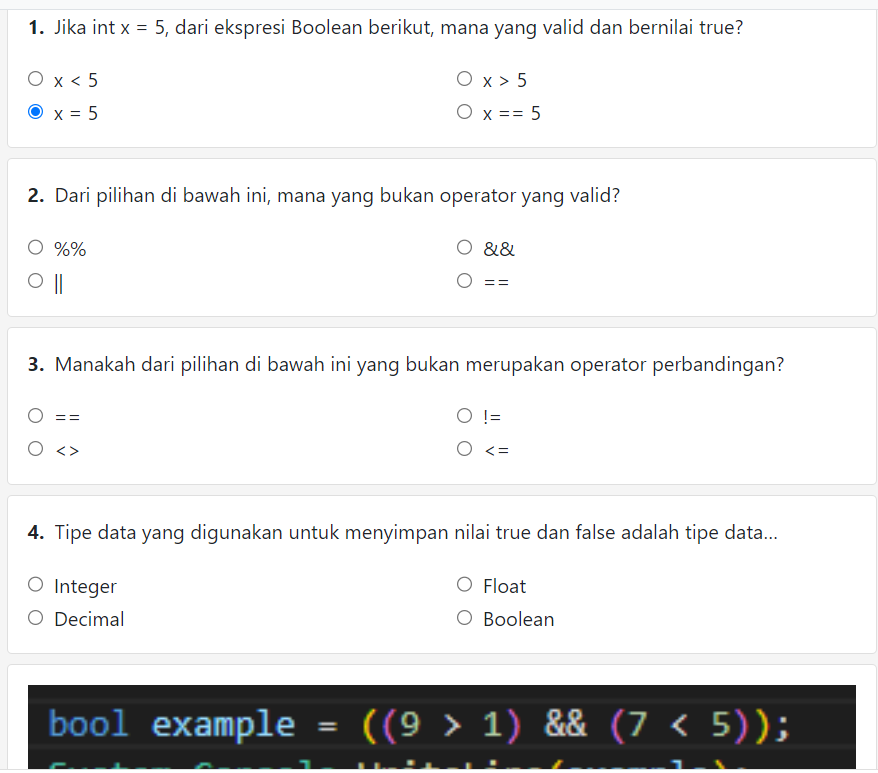 1. Jika int x = 5, dari ekspresi Boolean berikut, mana yang valid dan bernilai true?
x < 5
x > 5
x = 5
x == 5
2. Dari pilihan di bawah ini, mana yang bukan operator yang valid?
%%
&&
||
==
3. Manakah dari pilihan di bawah ini yang bukan merupakan operator perbandingan?
==
!=
<>
<=
4. Tipe data yang digunakan untuk menyimpan nilai true dan false adalah tipe data...
Integer
Float
Decimal
Boolean
bool example = ((9 > 1) && (7 < 5));